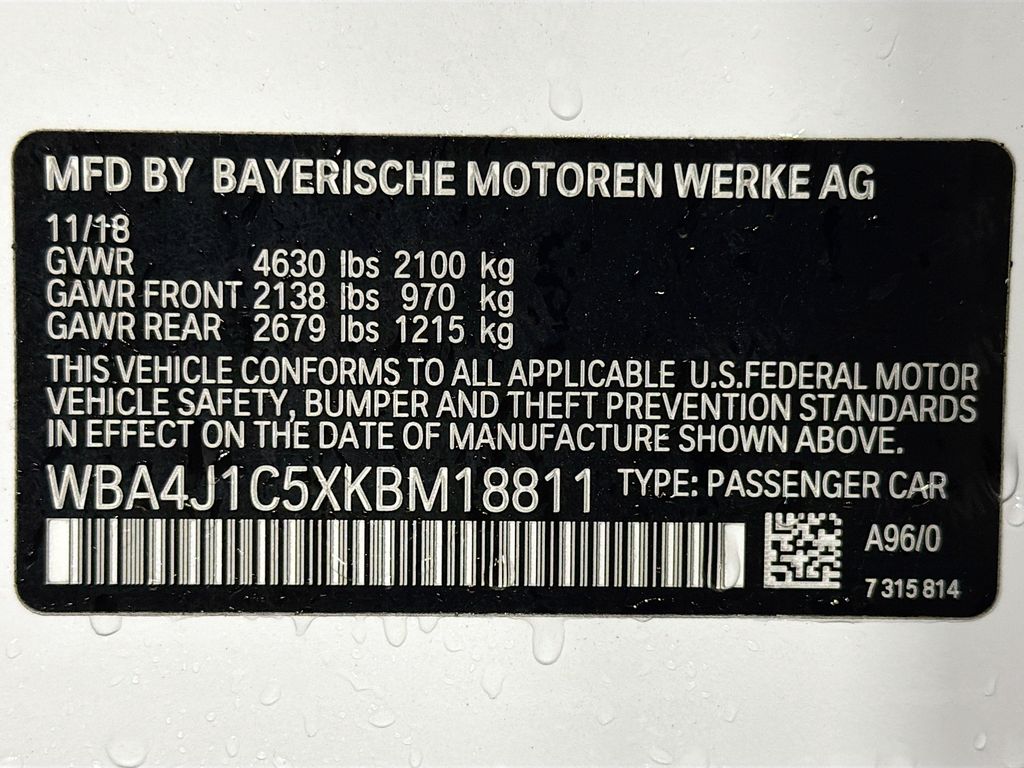 MFD BY BAYERISCHE MOTOREN WERKE AG
11/18
GVWR 4630 lbs 2100 kg
GAWR FRONT 2138 lbs 970 kg
GAWR REAR 2679 lbs 1215 kg
THIS VEHICLE CONFORMS TO ALL APPLICABLE U.S.FEDERAL MOTOR
VEHICLE SAFETY, BUMPER AND THEFT PREVENTION STANDARDS
IN EFFECT ON THE DATE OF MANUFACTURE SHOWN ABOVE.
WBA4J1C5XKBM18811 TYPE: PASSENGER CAR
A96/0
7 315 814